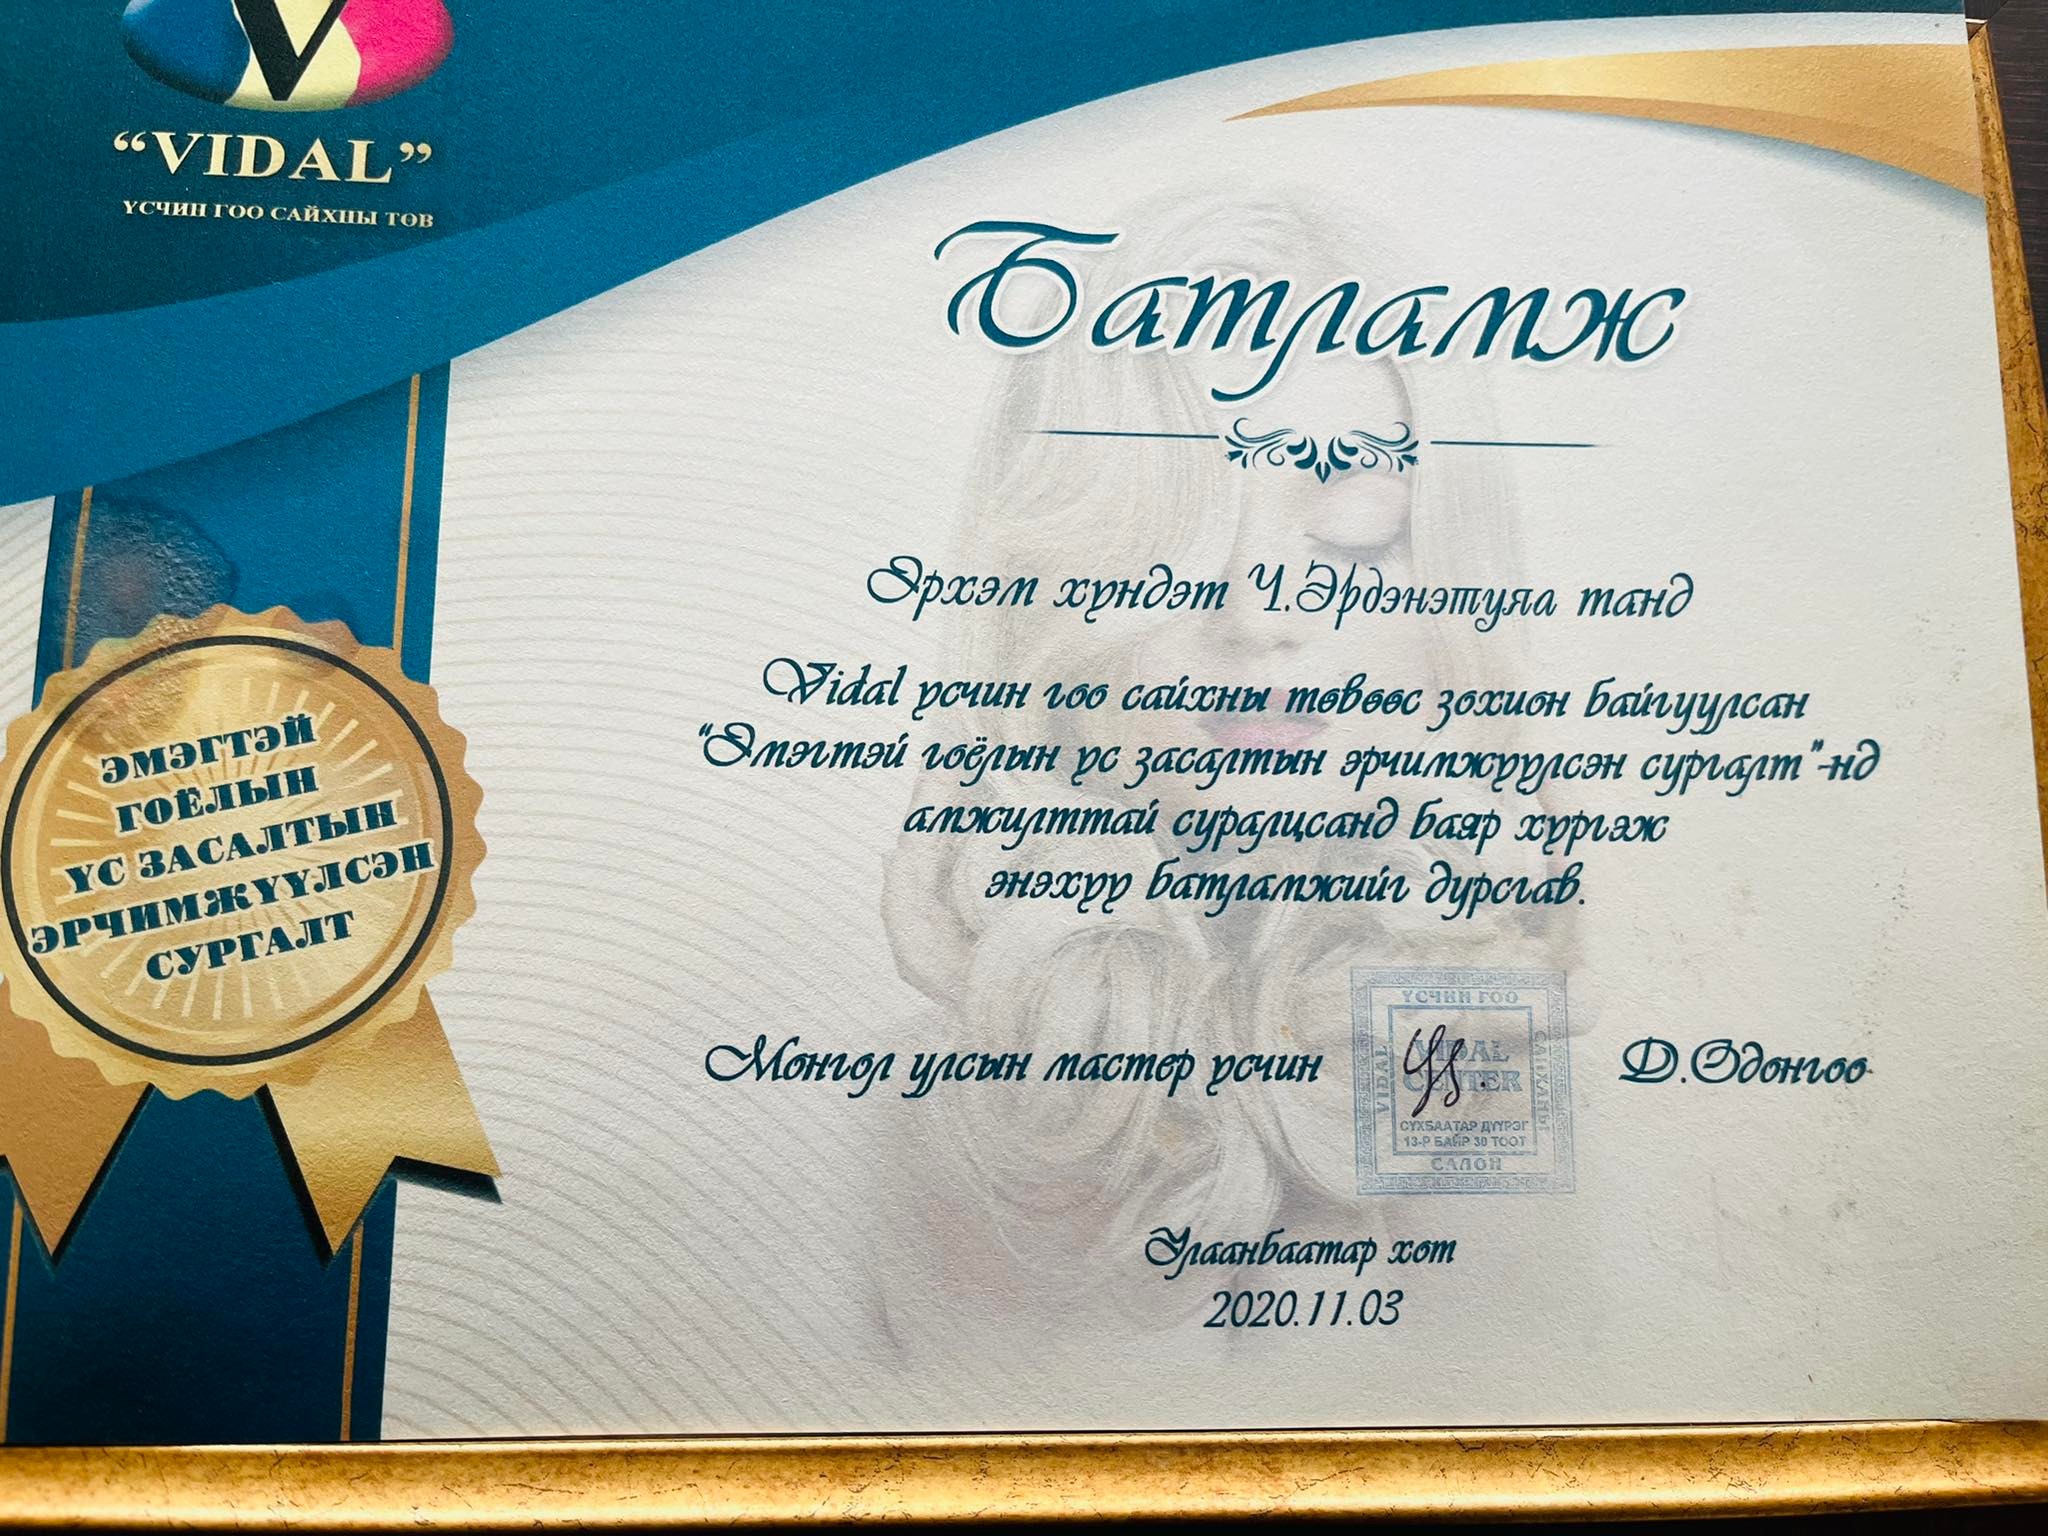 V
“VIDAL”
ҮСЧИН ГОО САЙХНЫ ТӨВ
Батламж
Эрхэм хүндэт Ч.Эрдэнэтуяа танд
Vidal үсчин гоо сайхны төвөөс зохион байгуулсан
“Эмэгтэй гоёлын үс засалтын эрчимжүүлсэн сургалт”-нд
амжилттай суралцсанд баяр хүргэж
энэхүү батламжийг дурсгав.
ЭМЭГТЭЙ
ГОЁЛЫН
ҮС ЗАСАЛТЫН
ЭРЧИМЖҮҮЛСЭН
СУРГАЛТ
Монгол улсын мастер үсчин
Д.Одонгоо
ҮСЧИН ГОО
САЙХАНЫ
VIDAL
VIDAL
CENTER
СҮХБААТАР ДҮҮРЭГ
13-Р БАЙР 30 ТООТ
САЛОН
Улаанбаатар хот
2020.11.03